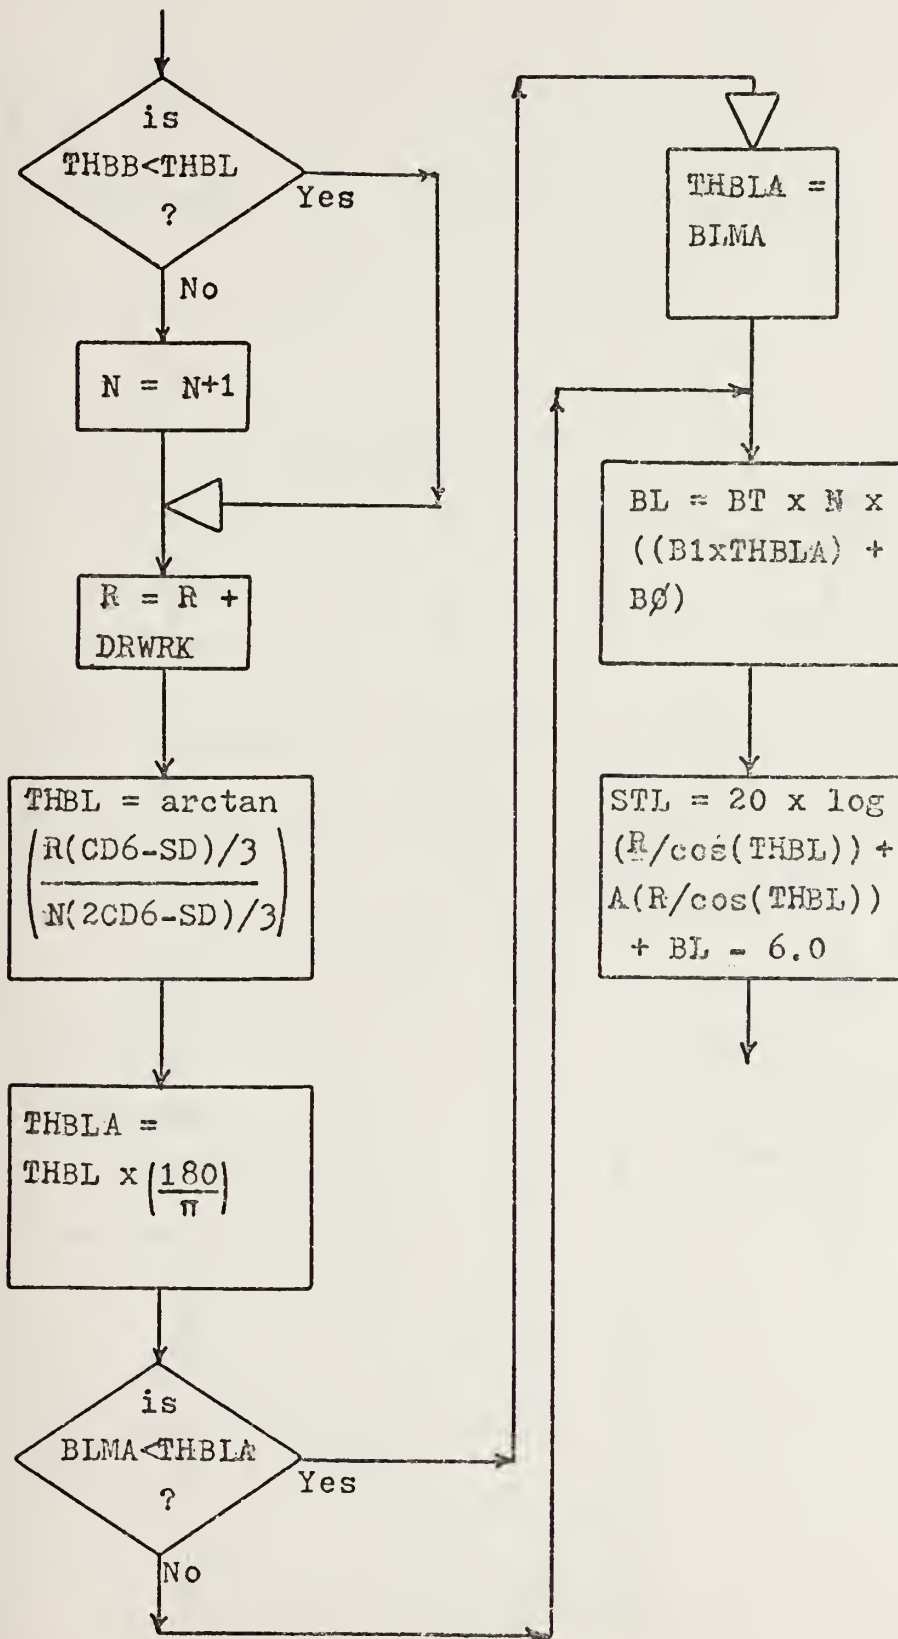 is
THBB<THBL
?
Yes
No
N = N+1
R = R +
DRWRK
THBL = arctan
(R(CD6-SD)/3
N(2CD6-SD)/3)
THBLA =
THBL x (180
π)
is
BLMA<THBLA
?
Yes
No
THBLA =
BLMA
BL = BT x N x
((B1xTHBLA) +
BØ)
STL = 20 x log
(R/cos(THBL)) +
A(R/cos(THBL))
+ BL - 6.0